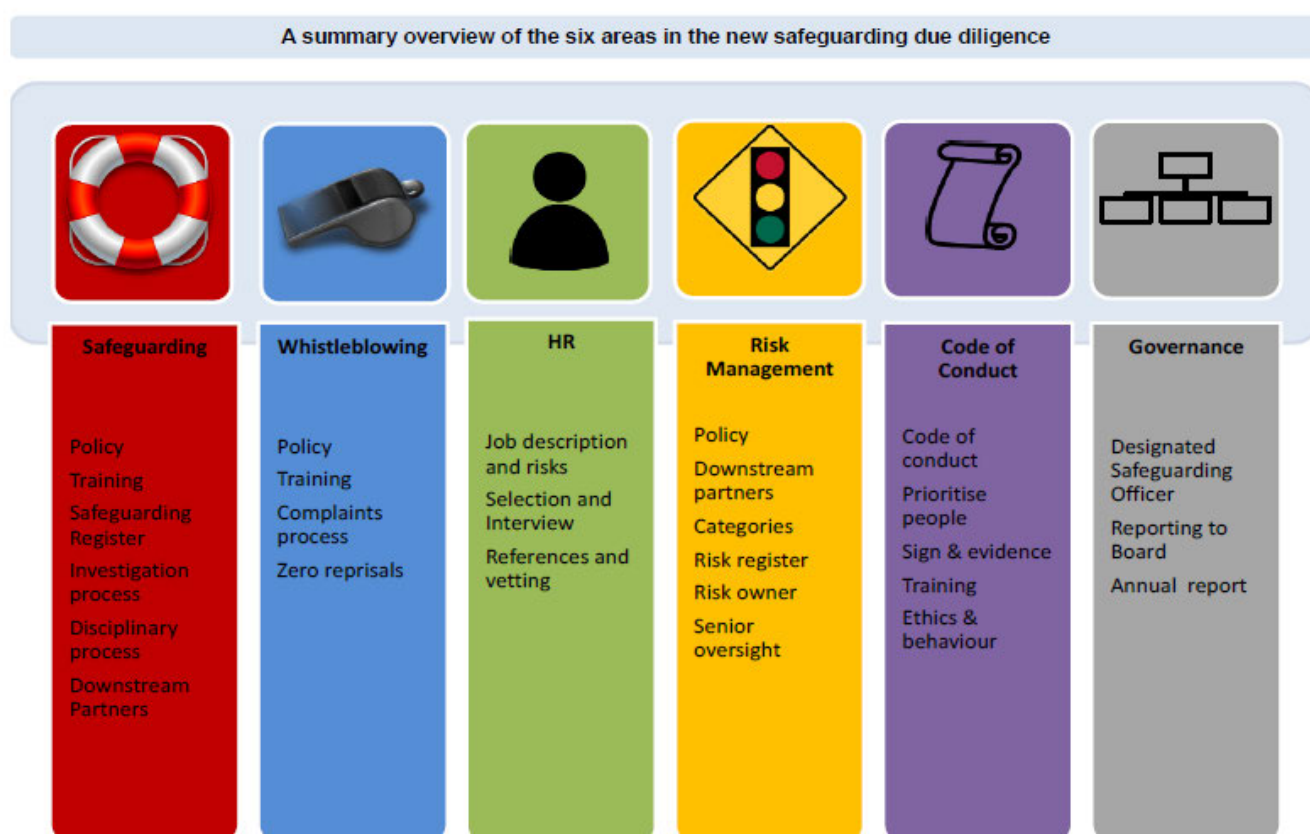 A summary overview of the six areas in the new safeguarding due diligence
Safeguarding
Policy
Training
Safeguarding
Register
Investigation
process
Disciplinary
process
Downstream
Partners
Whistleblowing
Policy
Training
Complaints
process
Zero reprisals
HR
Job description
and risks
Selection and
Interview
References and
vetting
Risk
Management
Policy
Downstream
partners
Categories
Risk register
Risk owner
Senior
oversight
Code of
Conduct
Code of
conduct
Prioritise
people
Sign & evidence
Training
Ethics &
behaviour
Governance
Designated
Safeguarding
Officer
Reporting to
Board
Annual report